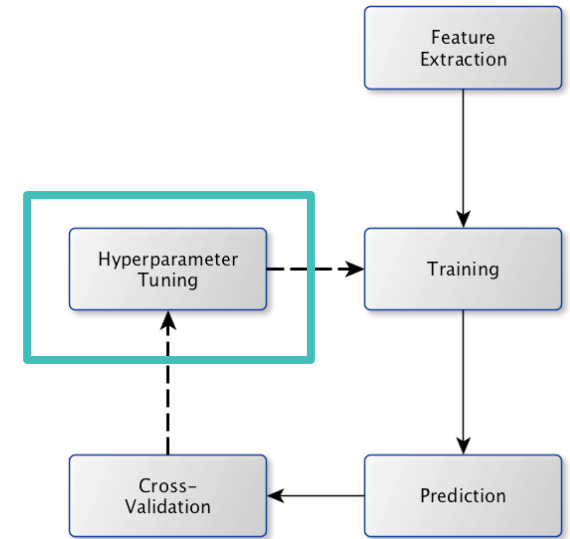 Feature
Extraction
Hyperparameter
Tuning
Training
Cross-
Validation
Prediction